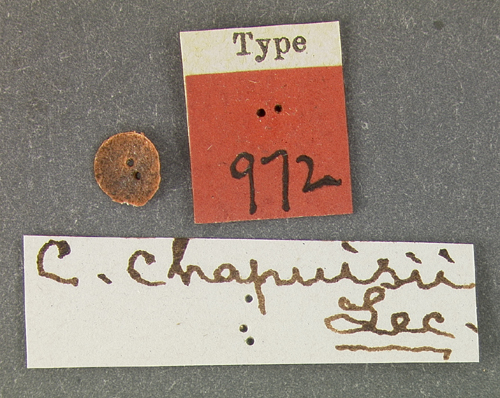 Type
972
C. chapuisii
Lec.